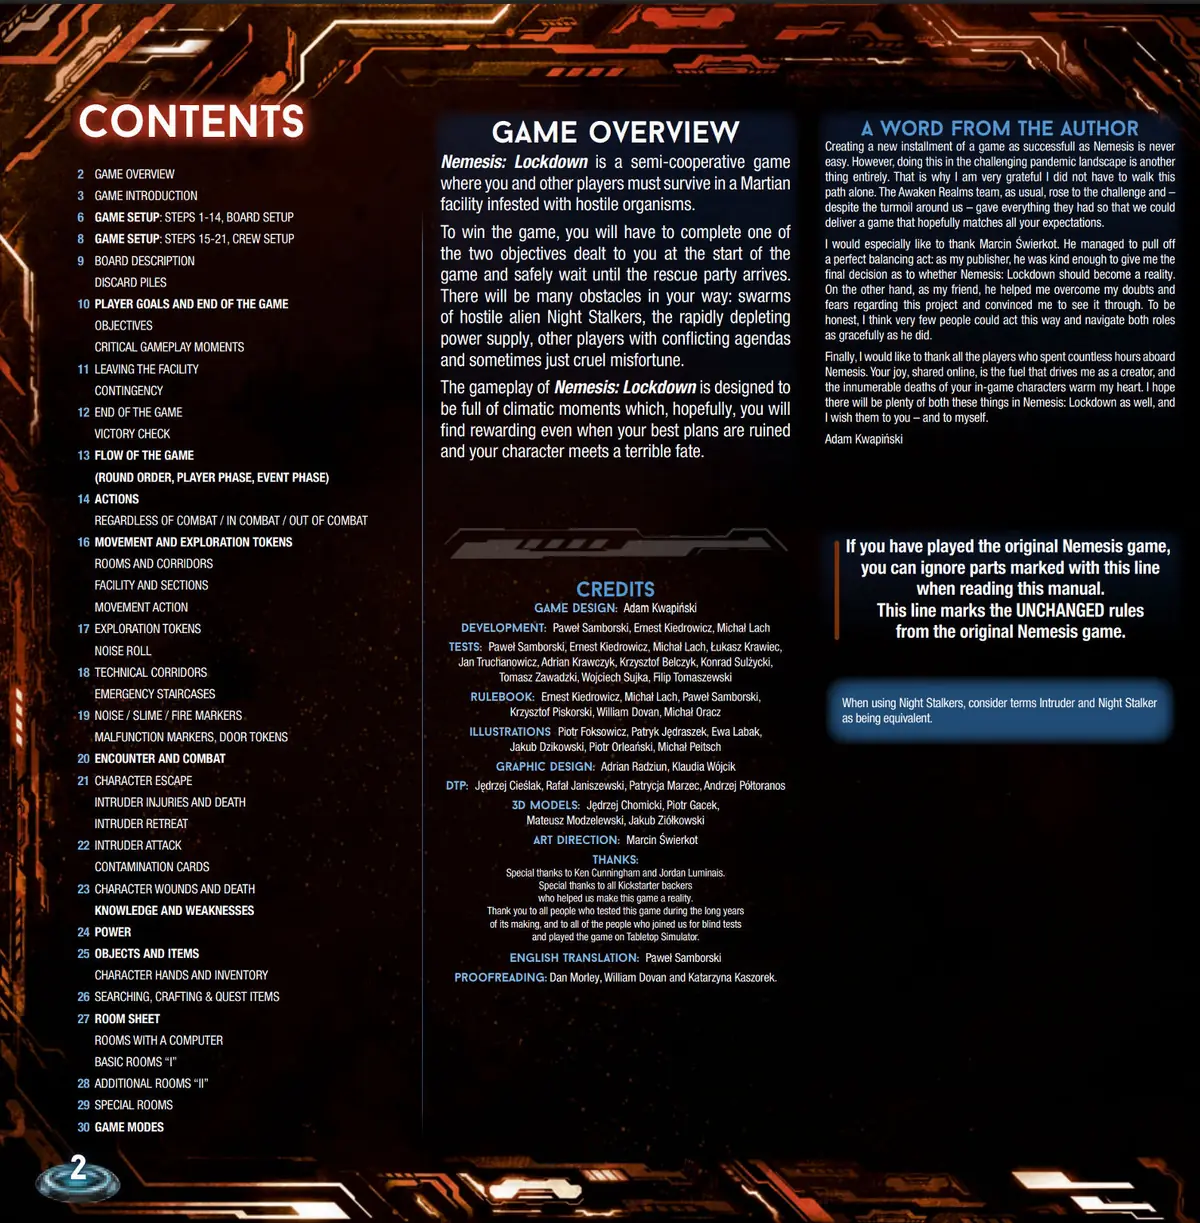 CONTENTS
2 GAME OVERVIEW
3 GAME INTRODUCTION
6 GAME SETUP: STEPS 1-14, BOARD SETUP
8 GAME SETUP: STEPS 15-21, CREW SETUP
9 BOARD DESCRIPTION
DISCARD PILES
10 PLAYER GOALS AND END OF THE GAME
OBJECTIVES
CRITICAL GAMEPLAY MOMENTS
11 LEAVING THE FACILITY
CONTINGENCY
12 END OF THE GAME
VICTORY CHECK
13 FLOW OF THE GAME
(ROUND ORDER, PLAYER PHASE, EVENT PHASE)
14 ACTIONS
REGARDLESS OF COMBAT / IN COMBAT / OUT OF COMBAT
16 MOVEMENT AND EXPLORATION TOKENS
ROOMS AND CORRIDORS
FACILITY AND SECTIONS
MOVEMENT ACTION
17 EXPLORATION TOKENS
NOISE ROLL
18 TECHNICAL CORRIDORS
EMERGENCY STAIRCASES
19 NOISE / SLIME / FIRE MARKERS
MALFUNCTION MARKERS, DOOR TOKENS
20 ENCOUNTER AND COMBAT
21 CHARACTER ESCAPE
INTRUDER INJURIES AND DEATH
INTRUDER RETREAT
22 INTRUDER ATTACK
CONTAMINATION CARDS
23 CHARACTER WOUNDS AND DEATH
KNOWLEDGE AND WEAKNESSES
24 POWER
25 OBJECTS AND ITEMS
CHARACTER HANDS AND INVENTORY
26 SEARCHING, CRAFTING & QUEST ITEMS
27 ROOM SHEET
ROOMS WITH A COMPUTER
BASIC ROOMS “I”
28 ADDITIONAL ROOMS “II”
29 SPECIAL ROOMS
30 GAME MODES
2
GAME OVERVIEW
Nemesis: Lockdown is a semi-cooperative game
where you and other players must survive in a Martian
facility infested with hostile organisms.
To win the game, you will have to complete one of
the two objectives dealt to you at the start of the
game and safely wait until the rescue party arrives.
There will be many obstacles in your way: swarms
of hostile alien Night Stalkers, the rapidly depleting
power supply, other players with conflicting agendas
and sometimes just cruel misfortune.
The gameplay of Nemesis: Lockdown is designed to
be full of climatic moments which, hopefully, you will
find rewarding even when your best plans are ruined
and your character meets a terrible fate.
CREDITS
GAME DESIGN: Adam Kwapiński
DEVELOPMENT: Paweł Samborski, Ernest Kiedrowicz, Michał Lach
TESTS: Paweł Samborski, Ernest Kiedrowicz, Michał Lach, Łukasz Krawiec,
Jan Truchanowicz, Adrian Krawczyk, Krzysztof Belczyk, Konrad Sulżycki,
Tomasz Zawadzki, Wojciech Sujka, Filip Tomaszewski
RULEBOOK: Ernest Kiedrowicz, Michał Lach, Paweł Samborski,
Krzysztof Piskorski, William Dovan, Michał Oracz
ILLUSTRATIONS Piotr Foksowicz, Patryk Jędraszek, Ewa Labak,
Jakub Dzikowski, Piotr Orleański, Michał Peitsch
GRAPHIC DESIGN: Adrian Radziun, Klaudia Wójcik
DTP: Jędrzej Cieślak, Rafał Janiszewski, Patrycja Marzec, Andrzej Półtoranos
3D MODELS: Jędrzej Chomicki, Piotr Gacek,
Mateusz Modzelewski, Jakub Ziółkowski
ART DIRECTION: Marcin Świerkot
THANKS:
Special thanks to Ken Cunningham and Jordan Luminais.
Special thanks to all Kickstarter backers
who helped us make this game a reality.
Thank you to all people who tested this game during the long years
of its making, and to all of the people who joined us for blind tests
and played the game on Tabletop Simulator.
ENGLISH TRANSLATION: Paweł Samborski
PROOFREADING: Dan Morley, William Dovan and Katarzyna Kaszorek.
A WORD FROM THE AUTHOR
Creating a new installment of a game as successfull as Nemesis is never
easy. However, doing this in the challenging pandemic landscape is another
thing entirely. That is why I am very grateful I did not have to walk this
path alone. The Awaken Realms team, as usual, rose to the challenge and –
despite the turmoil around us – gave everything they had so that we could
deliver a game that hopefully matches all your expectations.
I would especially like to thank Marcin Świerkot. He managed to pull off
a perfect balancing act: as my publisher, he was kind enough to give me the
final decision as to whether Nemesis: Lockdown should become a reality.
On the other hand, as my friend, he helped me overcome my doubts and
fears regarding this project and convinced me to see it through. To be
honest, I think very few people could act this way and navigate both roles
as gracefully as he did.
Finally, I would like to thank all the players who spent countless hours aboard
Nemesis. Your joy, shared online, is the fuel that drives me as a creator, and
the innumerable deaths of your in-game characters warm my heart. I hope
there will be plenty of both these things in Nemesis: Lockdown as well, and
I wish them to you – and to myself.
Adam Kwapiński
If you have played the original Nemesis game,
you can ignore parts marked with this line
when reading this manual.
This line marks the UNCHANGED rules
from the original Nemesis game.
When using Night Stalkers, consider terms Intruder and Night Stalker
as being equivalent.